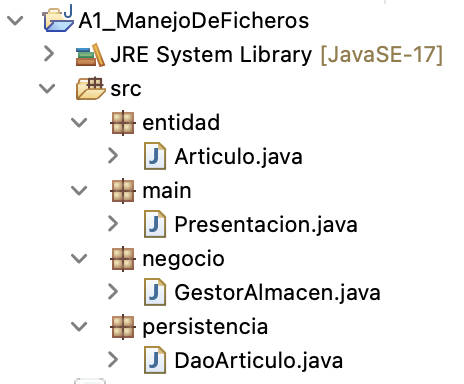 A1_ManejoDeFicheros
JRE System Library [JavaSE-17]
src
entidad
Articulo.java
main
Presentacion.java
negocio
GestorAlmacen.java
persistencia
DaoArticulo.java